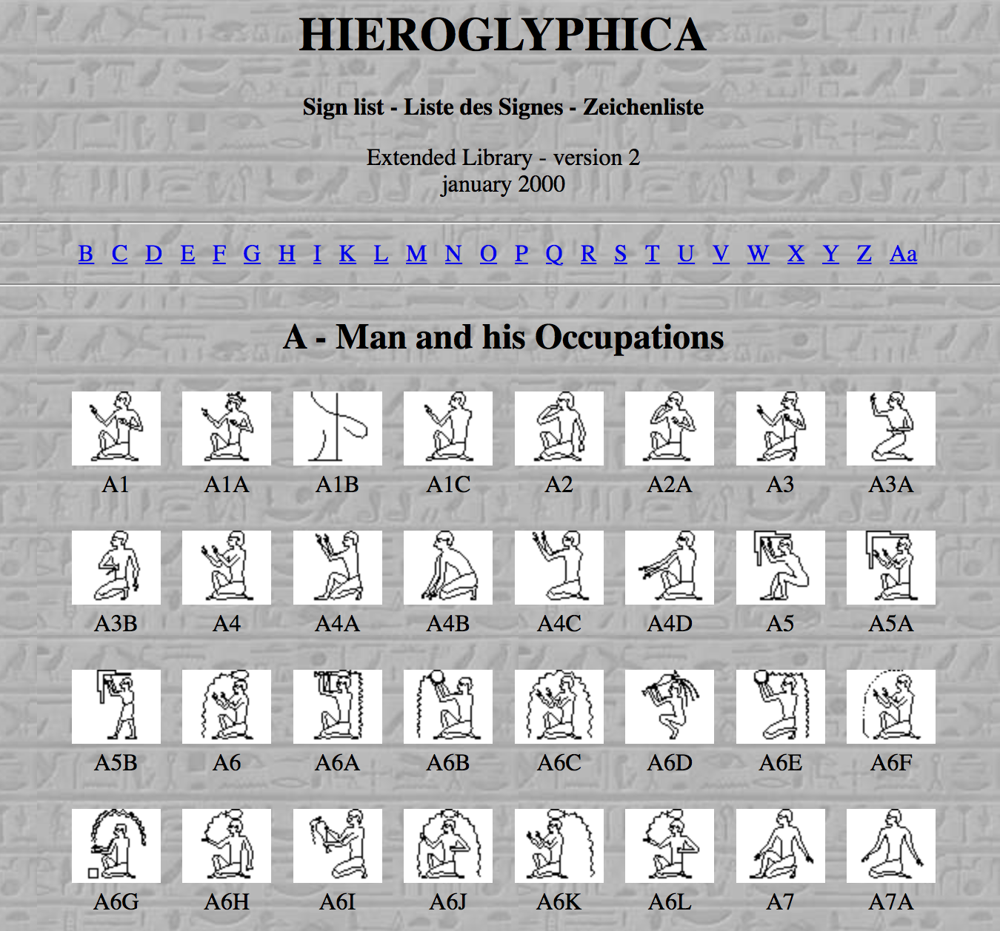 HIEROGLYPHICA
Sign list - Liste des Signes - Zeichenliste
Extended Library - version 2
january 2000
B C D E F G H I K L M N O P Q R S T U V W X Y Z Aa
A - Man and his Occupations
A1 A1A A1B A1C A2 A2A A3 A3A
A3B A4 A4A A4B A4C A4D A5 A5A
A5B A6 A6A A6B A6C A6D A6E A6F
A6G A6H A6I A6J A6K A6L A7 A7A